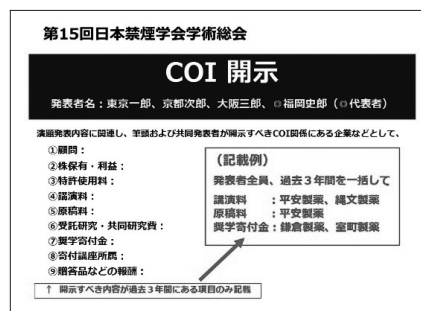 第15回日本禁煙学会学術総会
COI 開示
発表者名：東京一郎、京都次郎、大阪三郎、◎福岡史郎（◎代表者）
演題発表内容に関連し、筆頭および共同発表者が開示すべきCOI関係にある企業などとして、
①顧問：
②株保有・利益：
③特許使用料：
④講演料：
⑤原稿料：
⑥受託研究・共同研究費：
⑦奨学寄付金：
⑧寄付講座所属：
⑨贈答品などの報酬：
（記載例）
発表者全員、過去３年間を一括して
講演料　　：平安製薬、縄文製薬
原稿料　　：平安製薬
奨学寄付金：鎌倉製薬、室町製薬
↑ 開示すべき内容が過去３年間にある項目のみ記載